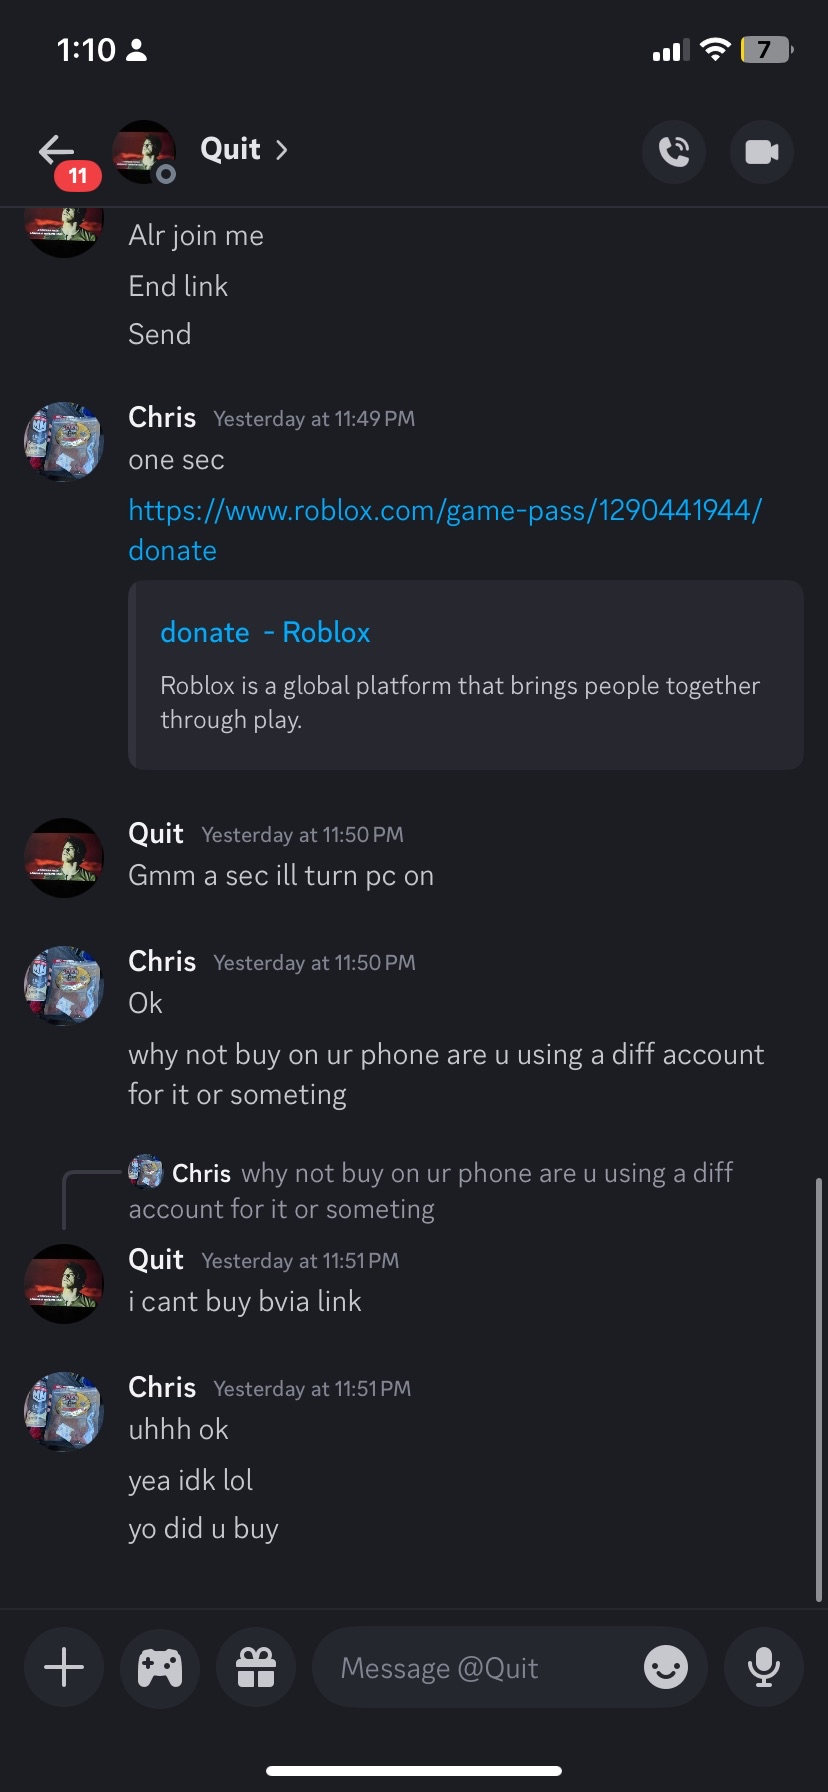 1:10
7
11
Quit
Alr join me
End link
Send
Chris Yesterday at 11:49 PM
one sec
https://www.roblox.com/game-pass/1290441944/
donate
donate - Roblox
Roblox is a global platform that brings people together
through play.
Quit Yesterday at 11:50 PM
Gmm a sec ill turn pc on
Chris Yesterday at 11:50 PM
Ok
why not buy on ur phone are u using a diff account
for it or someting
Chris why not buy on ur phone are u using a diff
account for it or someting
Quit Yesterday at 11:51 PM
i cant buy bvia link
Chris Yesterday at 11:51 PM
uhhh ok
yea idk lol
yo did u buy
Message @Quit